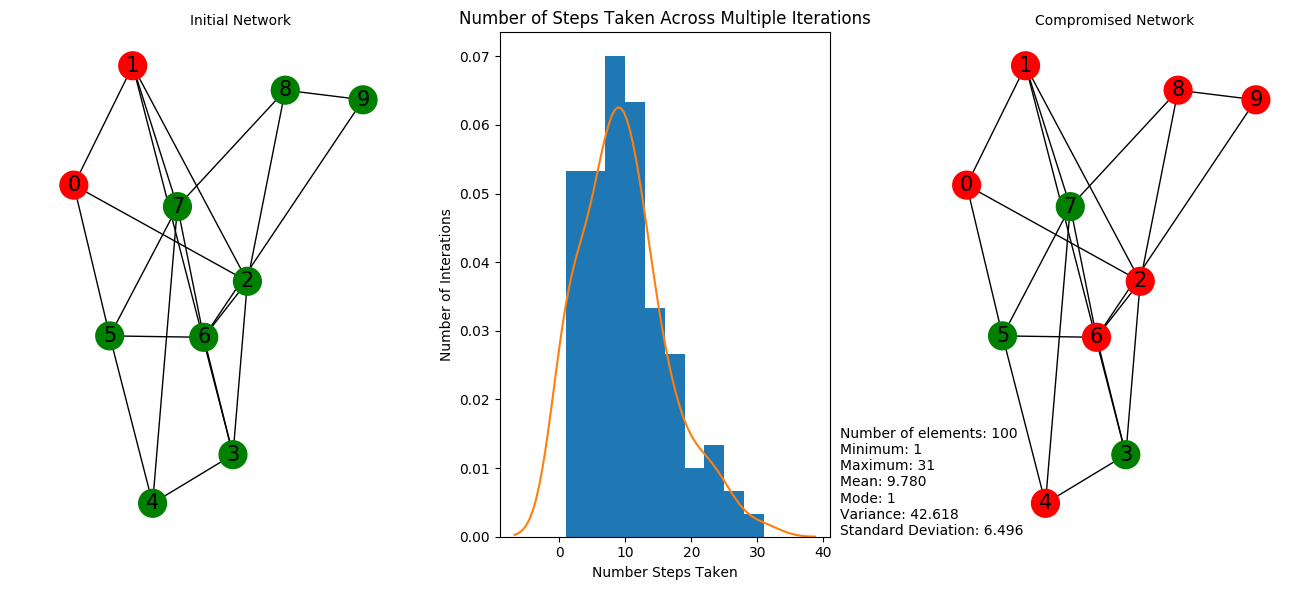 Initial Network
1
8
9
0
7
2
5
6
3
4
Number of Steps Taken Across Multiple Iterations
0.07
0.06
0.05
0.04
0.03
0.02
0.01
0.00
Number of Interations
0
10
20
30
40
Number Steps Taken
Compromised Network
1
8
9
0
7
2
5
6
3
4
Number of elements: 100
Minimum: 1
Maximum: 31
Mean: 9.780
Mode: 1
Variance: 42.618
Standard Deviation: 6.496